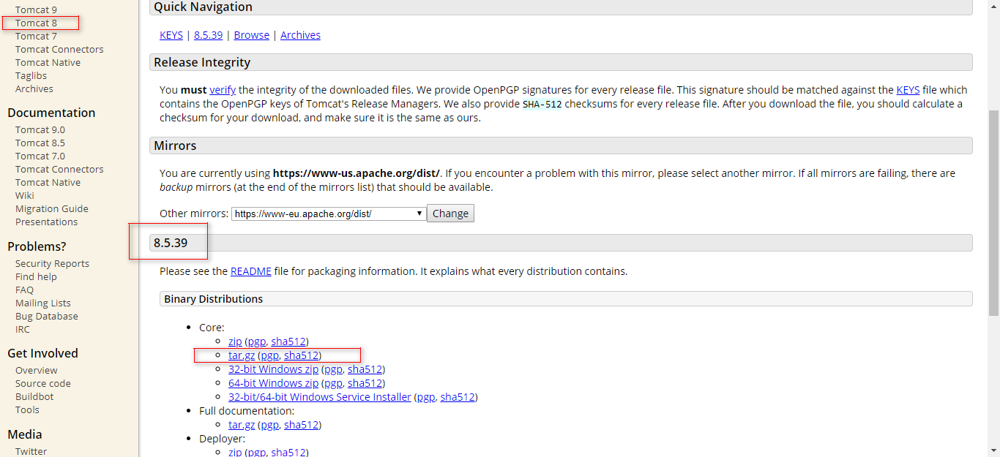 Tomcat 9
Tomcat 8
Tomcat 7
Tomcat Connectors
Tomcat Native
Taglibs
Archives
Documentation
Tomcat 9.0
Tomcat 8.5
Tomcat 7.0
Tomcat Connectors
Tomcat Native
Wiki
Migration Guide
Presentations
Problems?
Security Reports
Find help
FAQ
Mailing Lists
Bug Database
IRC
Get Involved
Overview
Source code
Buildbot
Tools
Media
Twitter
Quick Navigation
KEYS | 8.5.39 | Browse | Archives
Release Integrity
You must verify the integrity of the downloaded files. We provide OpenPGP signatures for every release file. This signature should be matched against the KEYS file which
contains the OpenPGP keys of Tomcat's Release Managers. We also provide SHA-512 checksums for every release file. After you download the file, you should calculate a
checksum for your download, and make sure it is the same as ours.
Mirrors
You are currently using https://www-us.apache.org/dist/. If you encounter a problem with this mirror, please select another mirror. If all mirrors are failing, there are
backup mirrors (at the end of the mirrors list) that should be available.
Other mirrors: https://www-eu.apache.org/dist/ Change
8.5.39
Please see the README file for packaging information. It explains what every distribution contains.
Binary Distributions
Core:
zip (pgp, sha512)
tar.gz (pgp, sha512)
32-bit Windows zip (pgp, sha512)
64-bit Windows zip (pgp, sha512)
32-bit/64-bit Windows Service Installer (pgp, sha512)
Full documentation:
tar.gz (pgp, sha512)
Deployer:
zip (pgp, sha512)